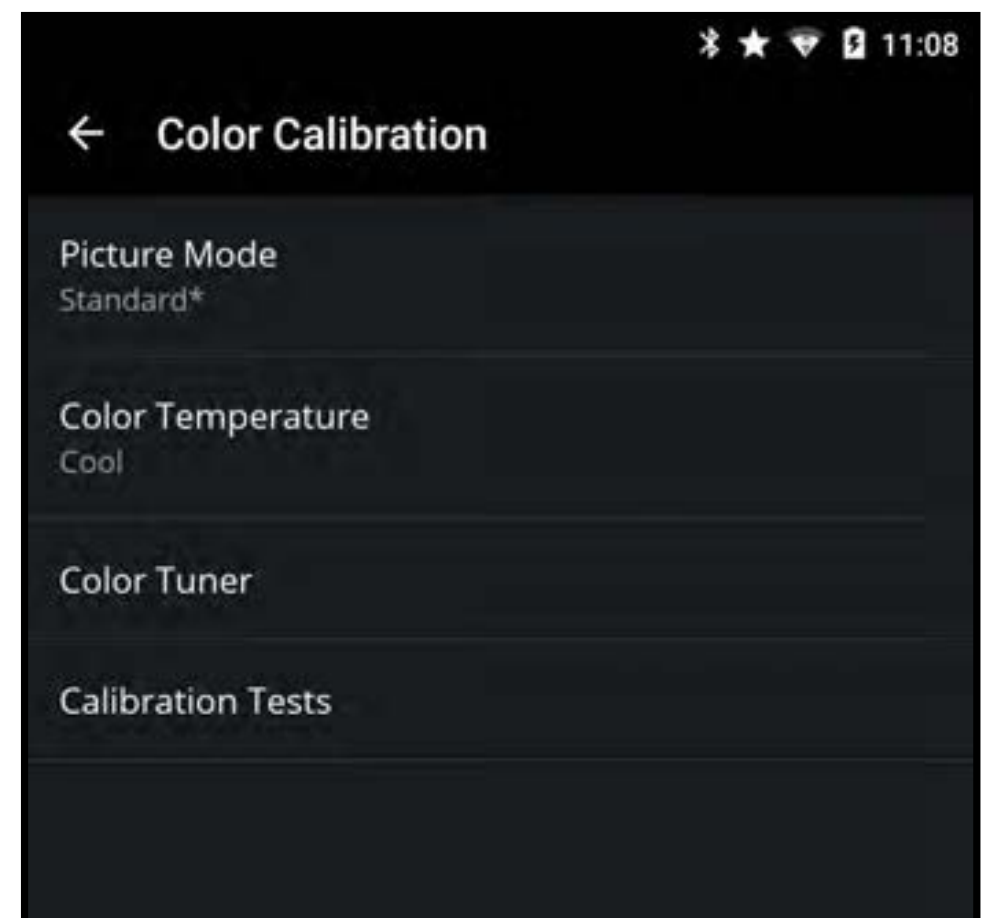 11:08
Color Calibration
Picture Mode
Standard*
Color Temperature
Cool
Color Tuner
Calibration Tests